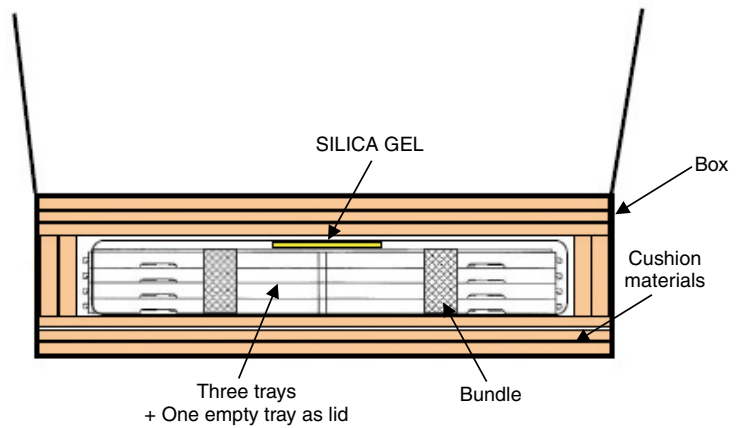 SILICA GEL
Box
Cushion
materials
Three trays
+ One empty tray as lid
Bundle